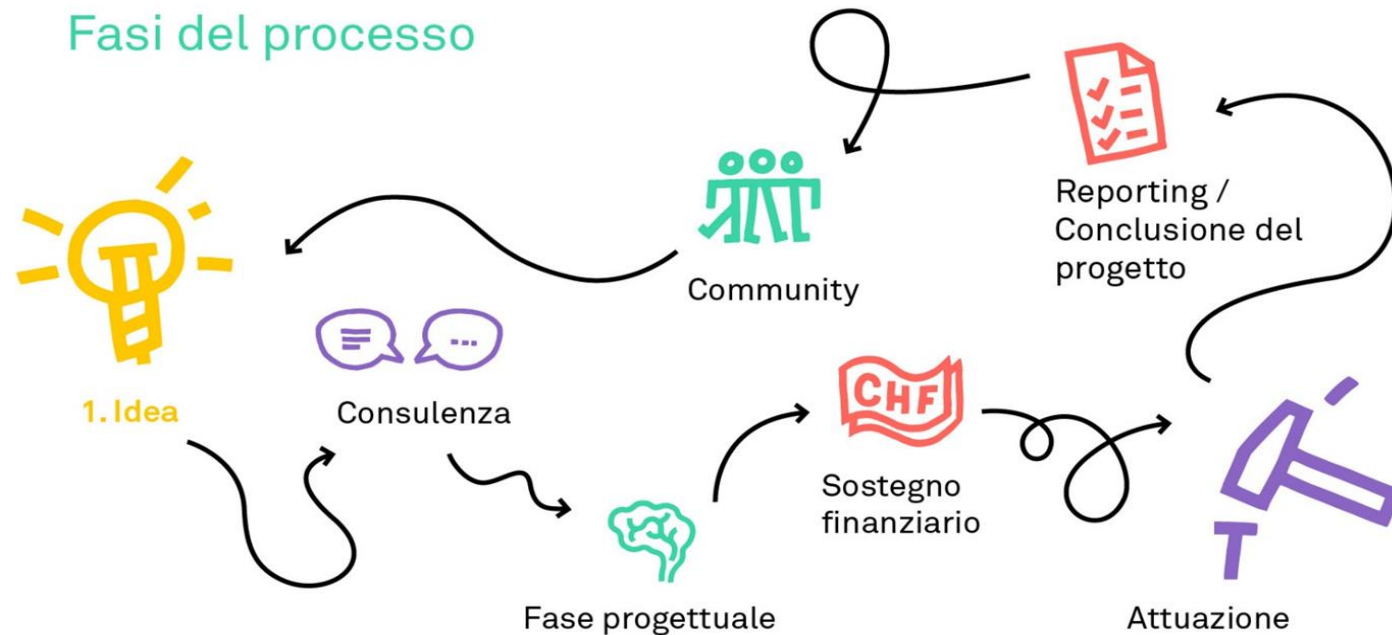 Fasi del processo
1. Idea
Consulenza
Fase progettuale
CHF
Sostegno
finanziario
Attuazione
Reporting /
Conclusione del
progetto
Community